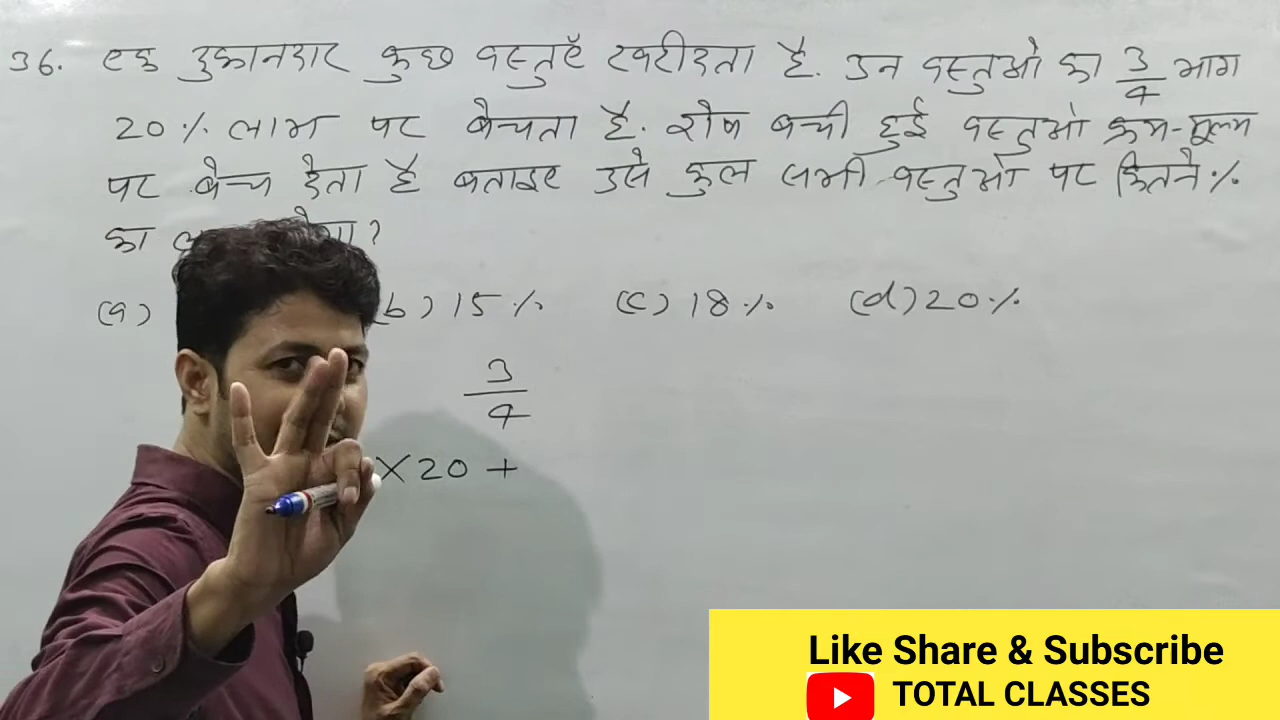 36. एक दुकानदार कुछ वस्तुएँ खरीदता है. उन वस्तुओ का 3/4 भाग
20% लाभ पर बेचता है. शेष बची हुई वस्तुओ क्रय-मूल्य
पर बेच देता है बताइए उसे कुल सभी वस्तुओ पर कितने %
का ?
(a) (b) 15% (c) 18% (d) 20%
3/4
×20 +
Like Share & Subscribe
TOTAL CLASSES